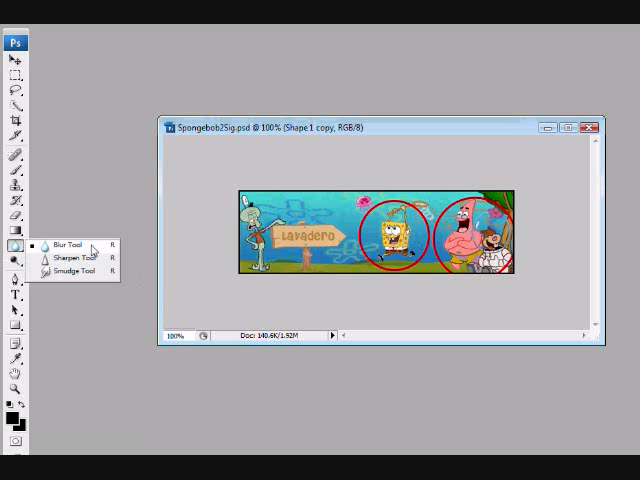 Ps
Spongebob2Sig.psd @ 100% (Shape 1 copy, RGB/8)
Lavadero
Blur Tool R
Sharpen Tool R
Smudge Tool R
T
100% Doc: 140.6K/1.92M